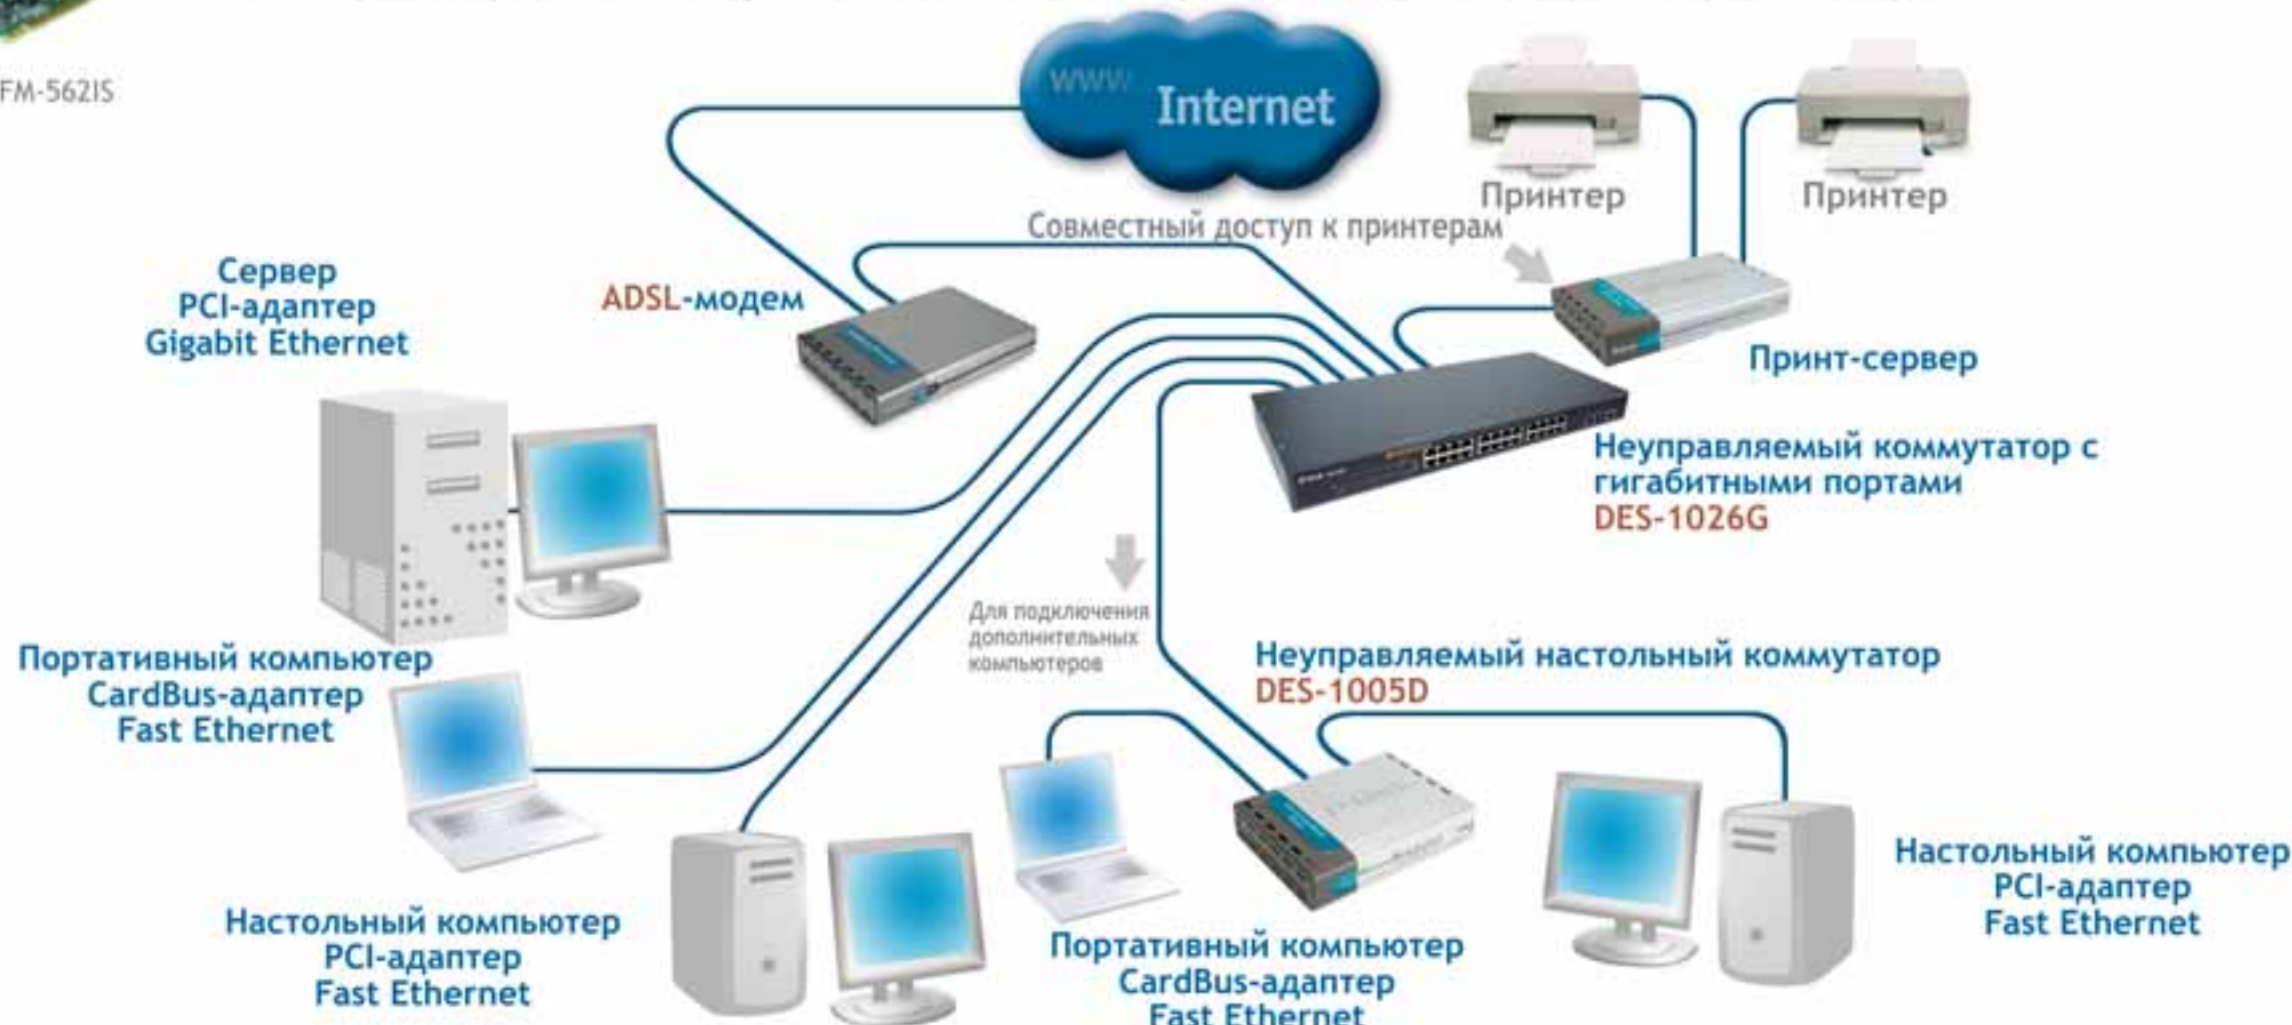 FM-562IS
www
Internet
Принтер
Принтер
Совместный доступ к принтерам
Сервер
PCI-адаптер
Gigabit Ethernet
ADSL-модем
Принт-сервер
Неуправляемый коммутатор с
гигабитными портами
DES-1026G
Для подключения
дополнительных
компьютеров
Портативный компьютер
CardBus-адаптер
Fast Ethernet
Неуправляемый настольный коммутатор
DES-1005D
Настольный компьютер
PCI-адаптер
Fast Ethernet
Настольный компьютер
PCI-адаптер
Fast Ethernet
Портативный компьютер
CardBus-адаптер
Fast Ethernet